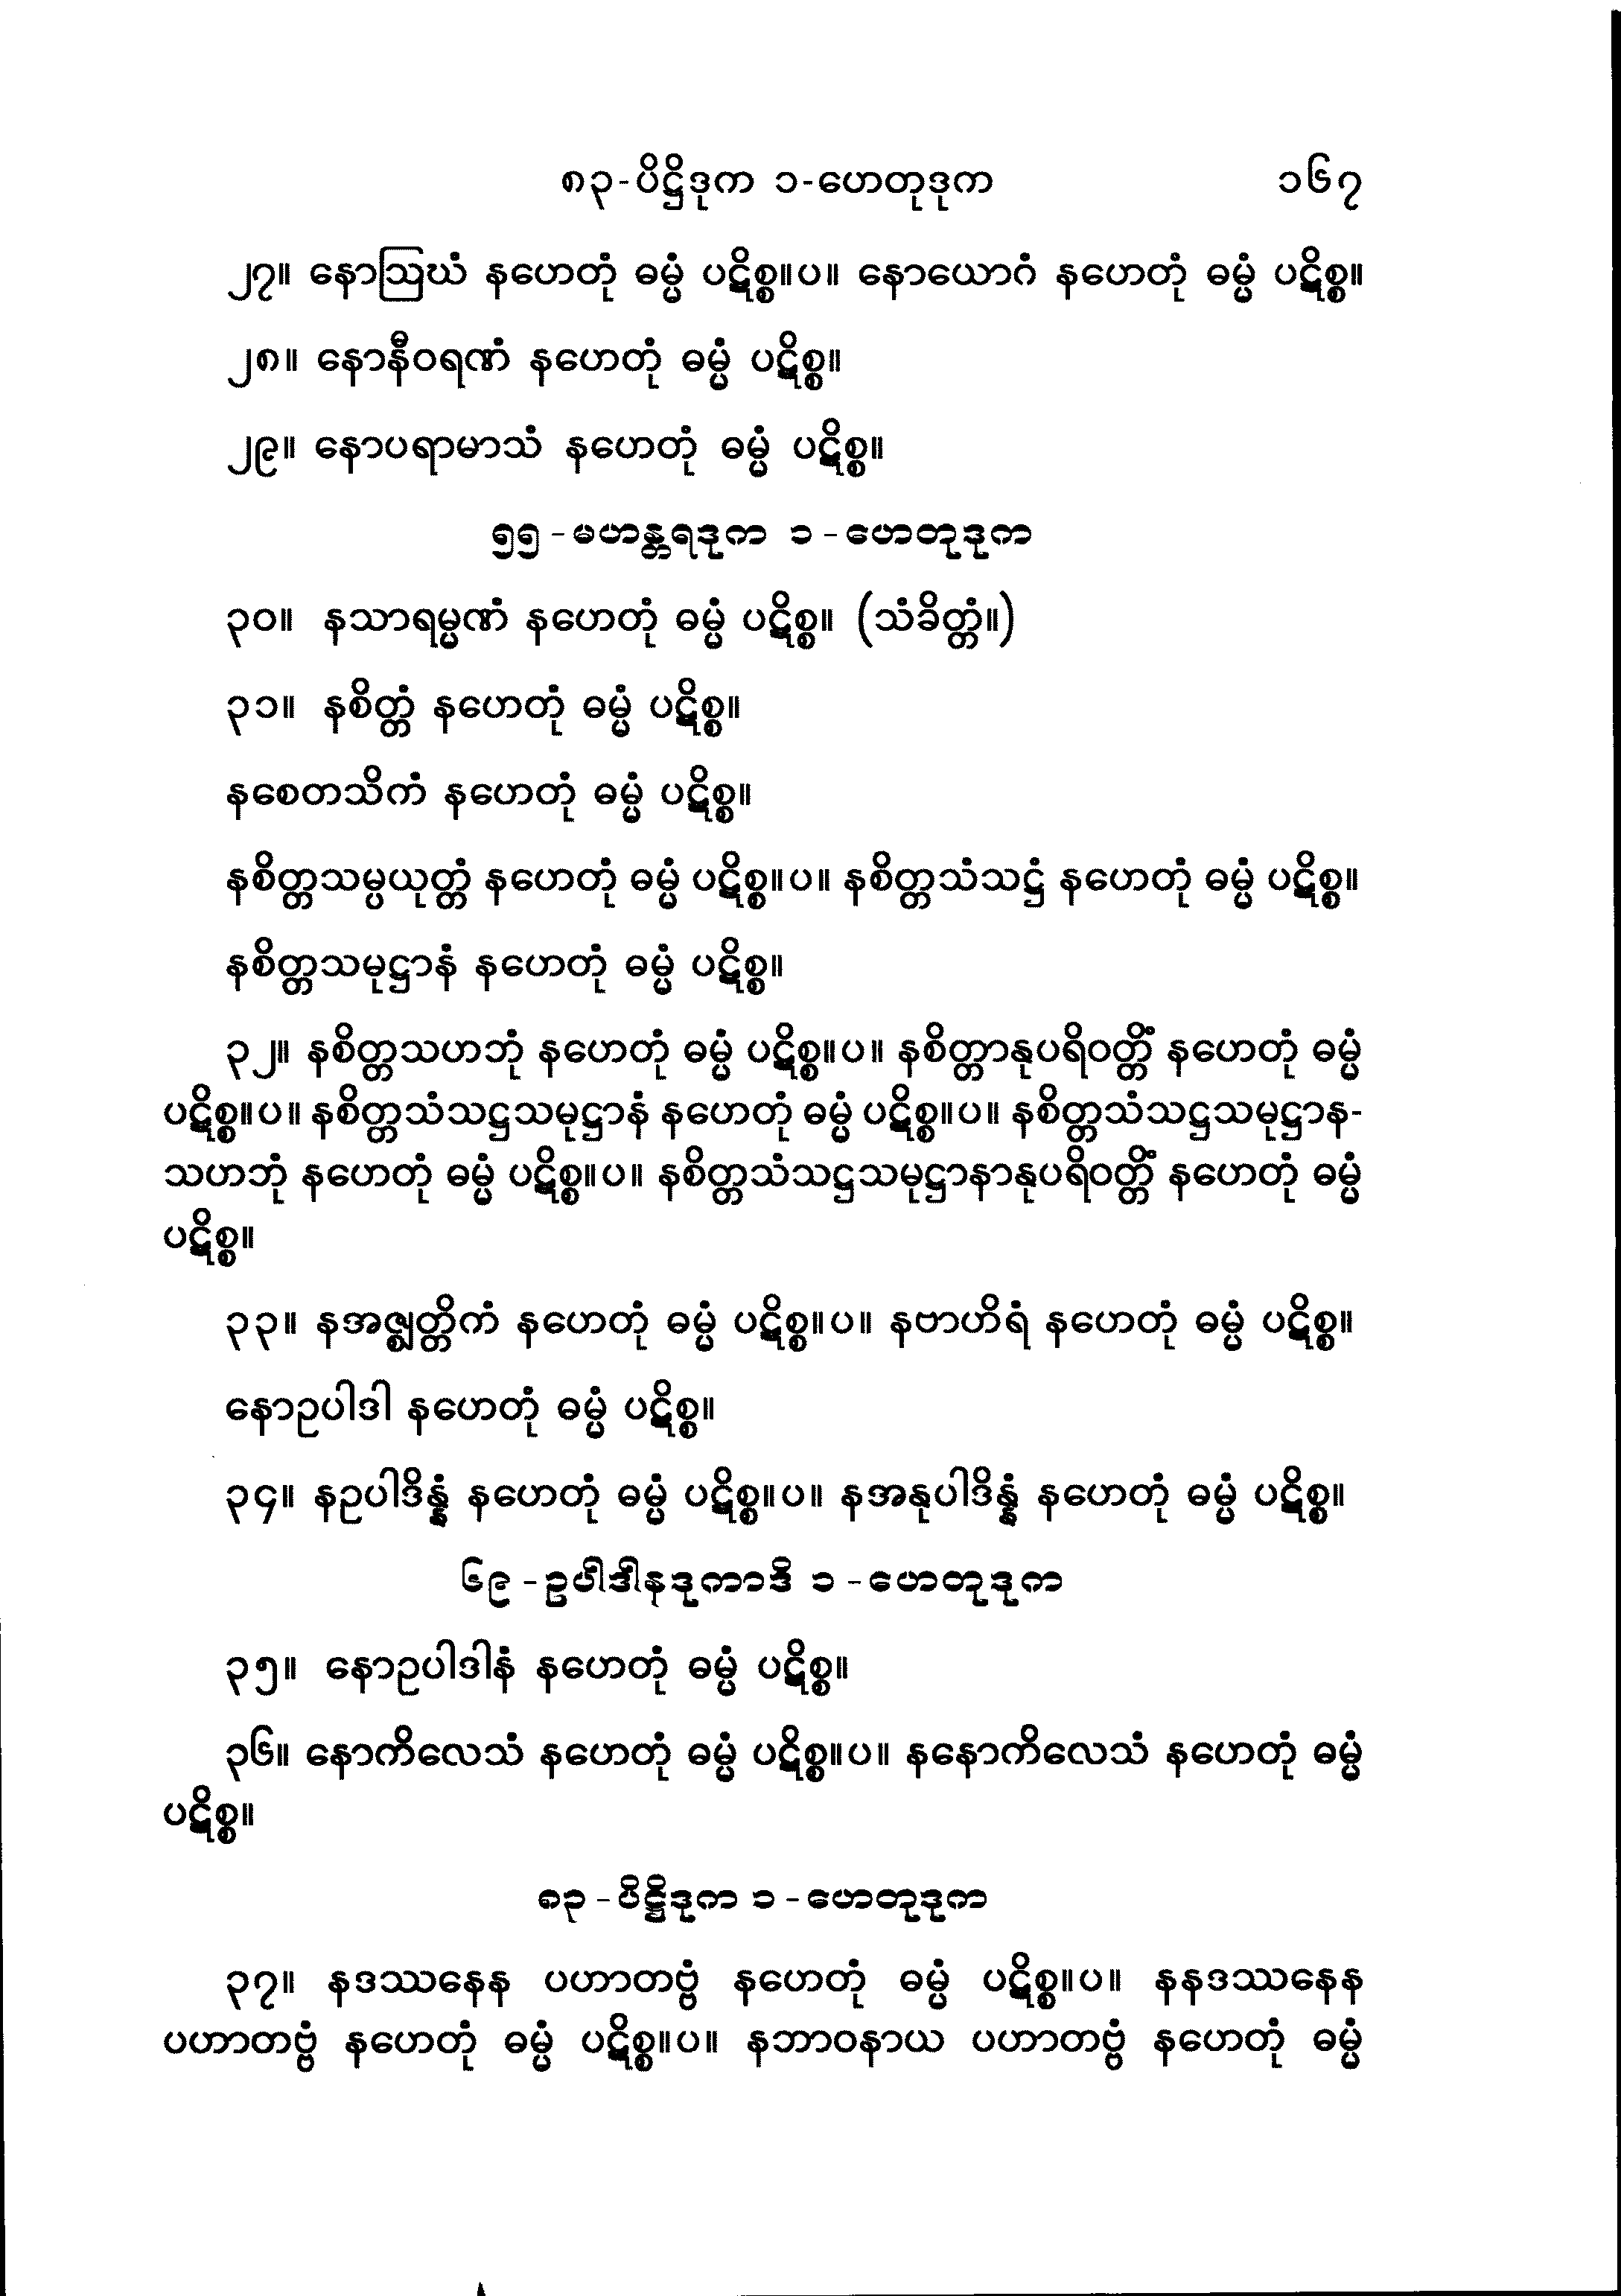 ၈၃-ပိဋ္ဌိဒုက ၁-ဟေတုဒုက ၁၆၇
၂၇။ နောဩဃံ နဟေတုံ ဓမ္မံ ပဋိစ္စ။ပ။ နောယောဂံ နဟေတုံ ဓမ္မံ ပဋိစ္စ။
၂၈။ နောနီဝရဏံ နဟေတုံ ဓမ္မံ ပဋိစ္စ။
၂၉။ နောပရာမာသံ နဟေတုံ ဓမ္မံ ပဋိစ္စ။
၅၅-မဟန္တရဒုက ၁-ဟေတုဒုက
၃၀။ နသာရမ္မဏံ နဟေတုံ ဓမ္မံ ပဋိစ္စ။ (သံခိတ္တံ။)
၃၁။ နစိတ္တံ နဟေတုံ ဓမ္မံ ပဋိစ္စ။
နစေတသိကံ နဟေတုံ ဓမ္မံ ပဋိစ္စ။
နစိတ္တသမ္ပယုတ္တံ နဟေတုံ ဓမ္မံ ပဋိစ္စ။ပ။ နစိတ္တသံသဋ္ဌံ နဟေတုံ ဓမ္မံ ပဋိစ္စ။
နစိတ္တသမုဋ္ဌာနံ နဟေတုံ ဓမ္မံ ပဋိစ္စ။
၃၂။ နစိတ္တသဟဘုံ နဟေတုံ ဓမ္မံ ပဋိစ္စ။ပ။ နစိတ္တာနုပရိဝတ္တိံ နဟေတုံ ဓမ္မံ
ပဋိစ္စ။ပ။ နစိတ္တသံသဋ္ဌသမုဋ္ဌာနံ နဟေတုံ ဓမ္မံ ပဋိစ္စ။ပ။ နစိတ္တသံသဋ္ဌသမုဋ္ဌာန-
သဟဘုံ နဟေတုံ ဓမ္မံ ပဋိစ္စ။ပ။ နစိတ္တသံသဋ္ဌသမုဋ္ဌာနာနုပရိဝတ္တိံ နဟေတုံ ဓမ္မံ
ပဋိစ္စ။
၃၃။ နအဇ္ဈတ္တိကံ နဟေတုံ ဓမ္မံ ပဋိစ္စ။ပ။ နဗာဟိရံ နဟေတုံ ဓမ္မံ ပဋိစ္စ။
နောဥပါဒါ နဟေတုံ ဓမ္မံ ပဋိစ္စ။
၃၄။ နဥပါဒိန္နံ နဟေတုံ ဓမ္မံ ပဋိစ္စ။ပ။ နအနုပါဒိန္နံ နဟေတုံ ဓမ္မံ ပဋိစ္စ။
၆၉-ဥပါဒါနဒုကာဒိ ၁-ဟေတုဒုက
၃၅။ နောဥပါဒါနံ နဟေတုံ ဓမ္မံ ပဋိစ္စ။
၃၆။ နောကိလေသံ နဟေတုံ ဓမ္မံ ပဋိစ္စ။ပ။ နနောကိလေသံ နဟေတုံ ဓမ္မံ
ပဋိစ္စ။
၈၃-ပိဋ္ဌိဒုက ၁-ဟေတုဒုက
၃၇။ နဒဿနေန ပဟာတဗ္ဗံ နဟေတုံ ဓမ္မံ ပဋိစ္စ။ပ။ နနဒဿနေန
ပဟာတဗ္ဗံ နဟေတုံ ဓမ္မံ ပဋိစ္စ။ပ။ နဘာဝနာယ ပဟာတဗ္ဗံ နဟေတုံ ဓမ္မံ